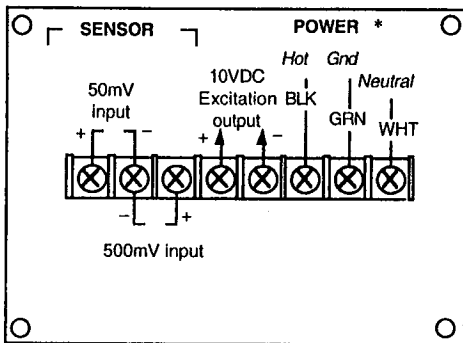 SENSOR
POWER *
50mV
input
+ -
10VDC
Excitation
output
+ -
Hot
BLK
Gnd
GRN
Neutral
WHT
- +
500mV input